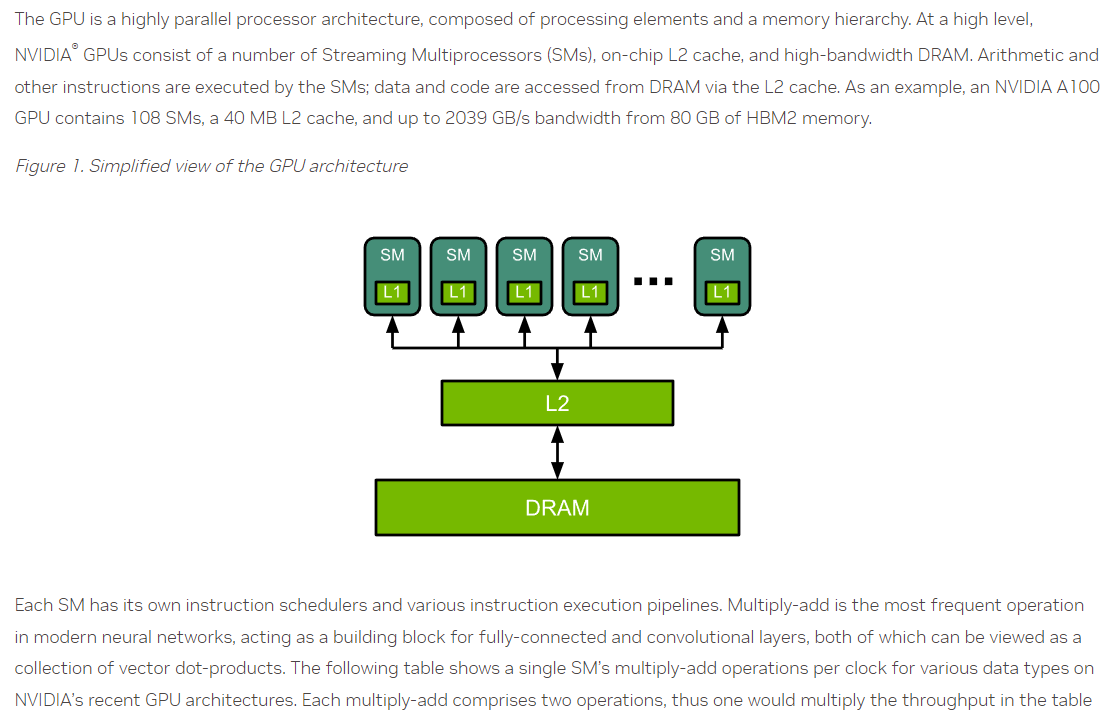 The GPU is a highly parallel processor architecture, composed of processing elements and a memory hierarchy. At a high level,
NVIDIA® GPUs consist of a number of Streaming Multiprocessors (SMs), on-chip L2 cache, and high-bandwidth DRAM. Arithmetic and
other instructions are executed by the SMs; data and code are accessed from DRAM via the L2 cache. As an example, an NVIDIA A100
GPU contains 108 SMs, a 40 MB L2 cache, and up to 2039 GB/s bandwidth from 80 GB of HBM2 memory.
Figure 1. Simplified view of the GPU architecture
SM SM SM SM ... SM
L1 L1 L1 L1 L1
L2
DRAM
Each SM has its own instruction schedulers and various instruction execution pipelines. Multiply-add is the most frequent operation
in modern neural networks, acting as a building block for fully-connected and convolutional layers, both of which can be viewed as a
collection of vector dot-products. The following table shows a single SM's multiply-add operations per clock for various data types on
NVIDIA's recent GPU architectures. Each multiply-add comprises two operations, thus one would multiply the throughput in the table